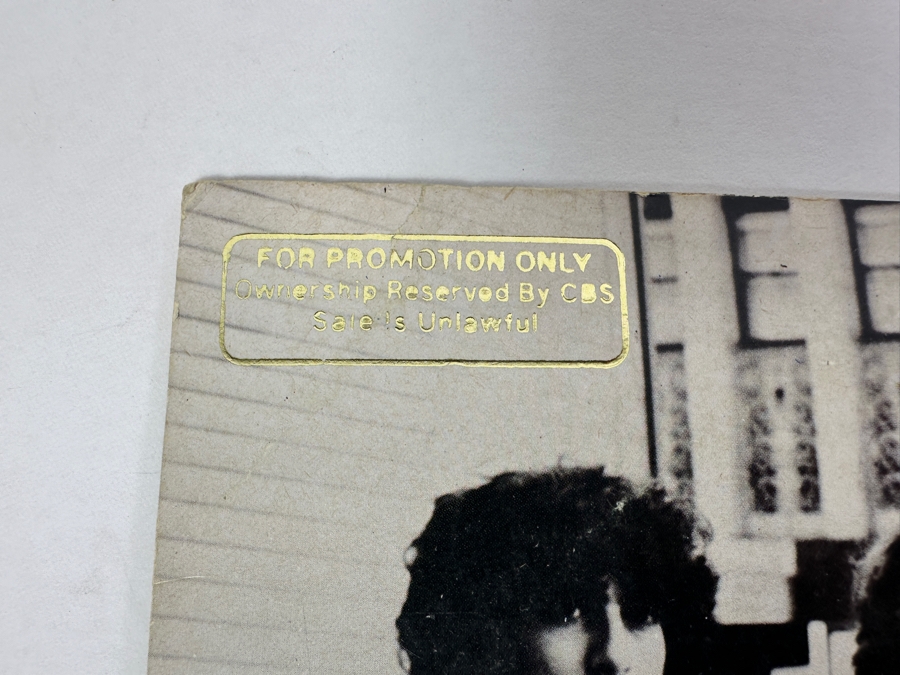 FOR PROMOTION ONLY
Ownership Reserved By CBS
Sale Is Unlawful